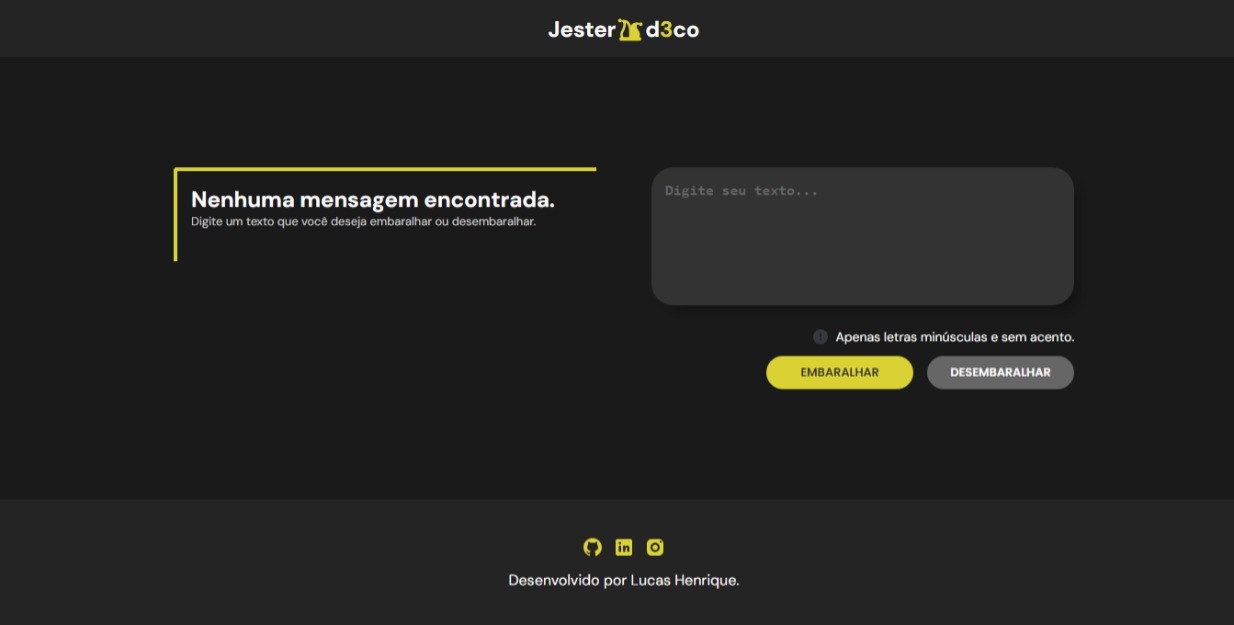 Jester d3co
Nenhuma mensagem encontrada.
Digite um texto que você deseja embaralhar ou desembaralhar.
Digite seu texto...
Apenas letras minúsculas e sem acento.
EMBARALHAR
DESEMBARALHAR
Desenvolvido por Lucas Henrique.